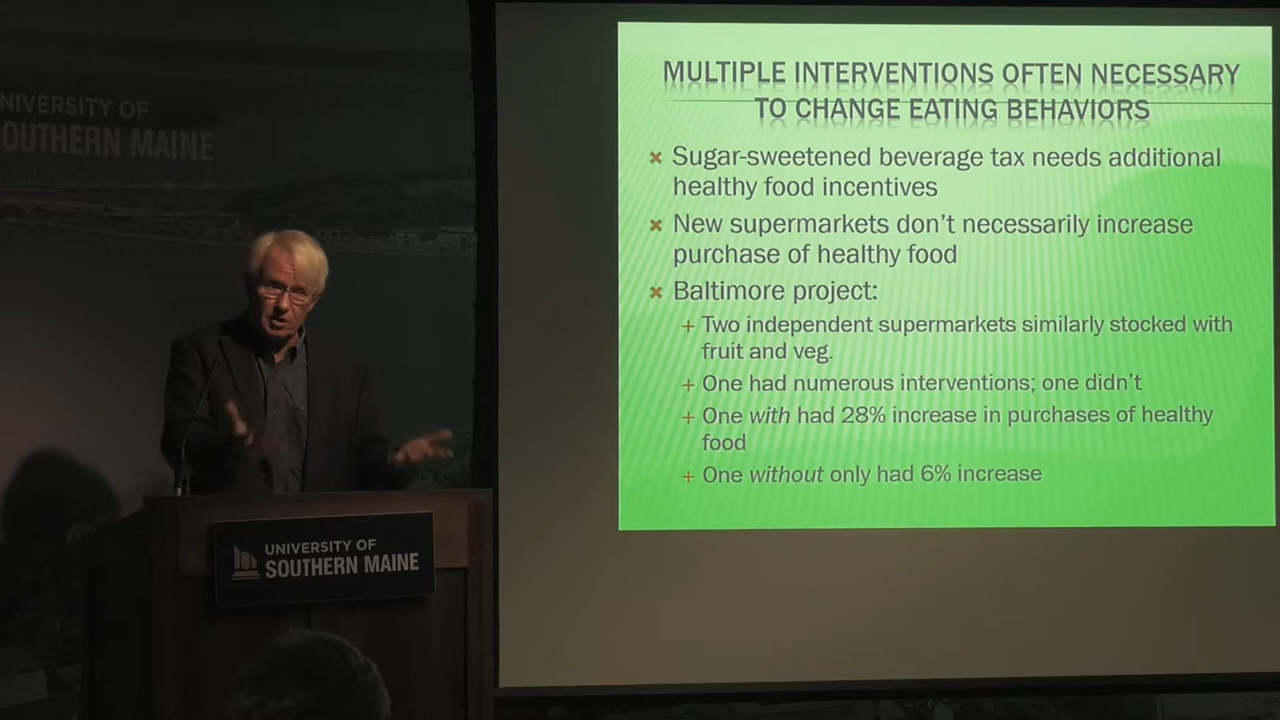 NIVERSITY OF
OUTHERN MAINE
MULTIPLE INTERVENTIONS OFTEN NECESSARY
TO CHANGE EATING BEHAVIORS
Sugar-sweetened beverage tax needs additional
healthy food incentives
New supermarkets don't necessarily increase
purchase of healthy food
Baltimore project:
+ Two independent supermarkets similarly stocked with
fruit and veg.
+ One had numerous interventions; one didn't
+ One with had 28% increase in purchases of healthy
food
+ One without only had 6% increase
UNIVERSITY OF
SOUTHERN MAINE